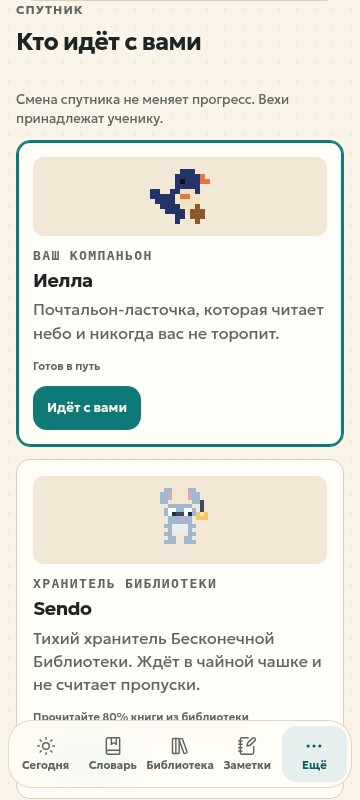 СПУТНИК
Кто идёт с вами
Смена спутника не меняет прогресс. Вехи
принадлежат ученику.
ВАШ КОМПАНЬОН
Иелла
Почтальон-ласточка, которая читает
небо и никогда вас не торопит.
Готов в путь
Идёт с вами
ХРАНИТЕЛЬ БИБЛИОТЕКИ
Sendo
Тихий хранитель Бесконечной
Библиотеки. Ждёт в чайной чашке и
не считает пропуски.
Прочитайте 80% книги из библиотеки
Сегодня
Словарь
Библиотека
Заметки
Ещё